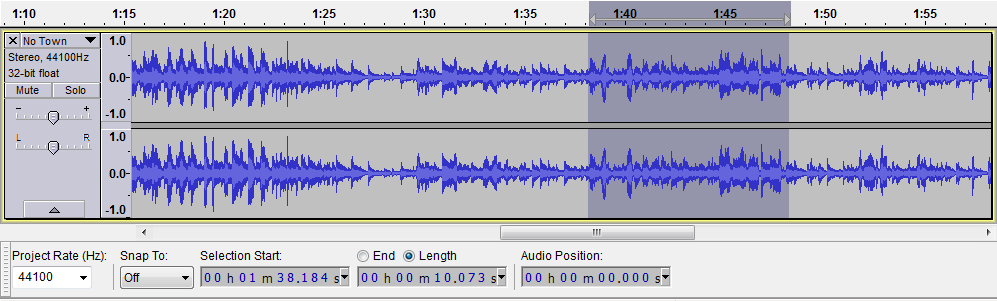 1:10 1:15 1:20 1:25 1:30 1:35 1:40 1:45 1:50 1:55
X No Town
Stereo, 44100Hz
32-bit float
Mute Solo
- +
L R
1.0
0.0-
-1.0
1.0
0.0-
-1.0
Project Rate (Hz): Snap To: Selection Start: End Length Audio Position:
44100 Off 00 h 01 m 38.184 s 00 h 00 m 10.073 s 00 h 00 m 00.000 s